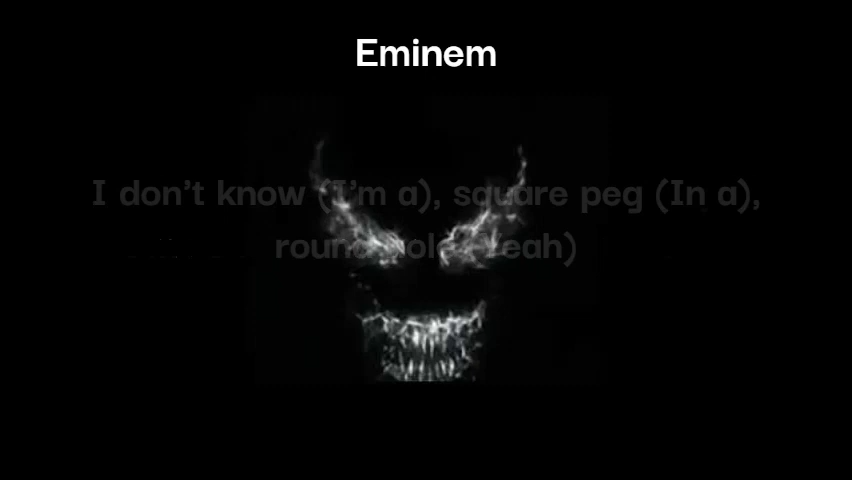 Eminem
I don't know (I'm a), square peg (In a),
round hole (Yeah)